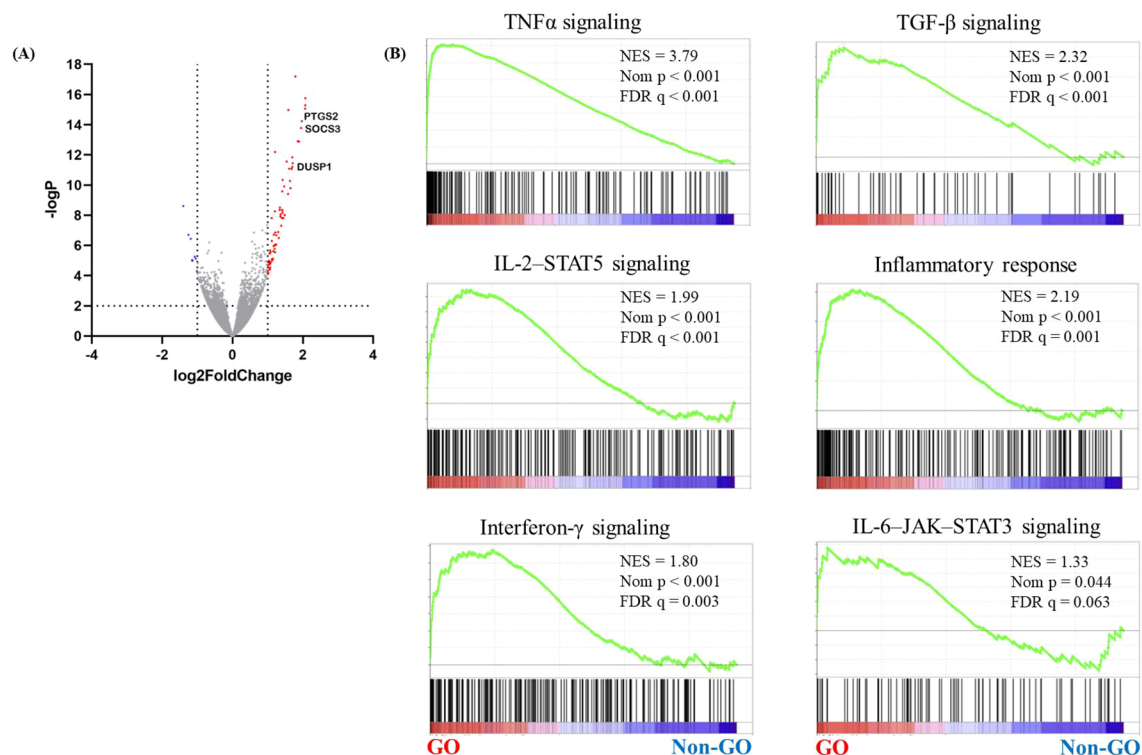 (A)
18
16
14
12
10
8
6
4
2
0
-logP
PTGS2
SOCS3
DUSP1
-4
-2
0
2
4
log2FoldChange
(B)
TNFα signaling
NES = 3.79
Nom p < 0.001
FDR q < 0.001
TGF-β signaling
NES = 2.32
Nom p < 0.001
FDR q < 0.001
IL-2–STAT5 signaling
NES = 1.99
Nom p < 0.001
FDR q < 0.001
Inflammatory response
NES = 2.19
Nom p < 0.001
FDR q = 0.001
Interferon-γ signaling
NES = 1.80
Nom p < 0.001
FDR q = 0.003
IL-6–JAK–STAT3 signaling
NES = 1.33
Nom p = 0.044
FDR q = 0.063
GO
Non-GO
GO
Non-GO